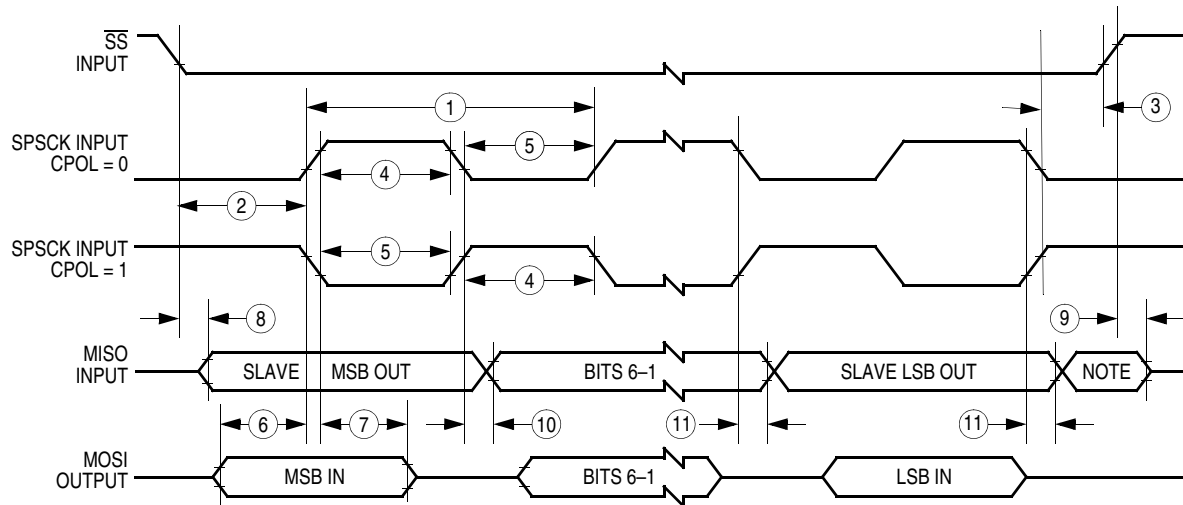 SS
INPUT
1
3
SPSCK INPUT
CPOL = 0
5
4
2
SPSCK INPUT
CPOL = 1
5
4
8
9
MISO
INPUT
SLAVE MSB OUT
BITS 6–1
SLAVE LSB OUT
NOTE
6
7
10
11
11
MOSI
OUTPUT
MSB IN
BITS 6–1
LSB IN